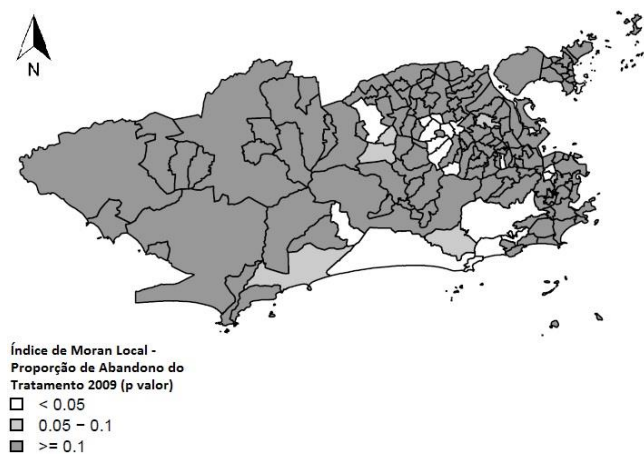 N
Índice de Moran Local -
Proporção de Abandono do
Tratamento 2009 (p valor)
< 0.05
0.05 − 0.1
>= 0.1